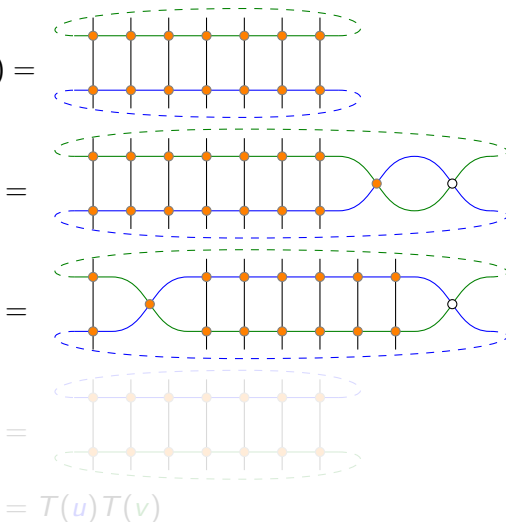 ) =
=
=
=
= T(u)T(v)